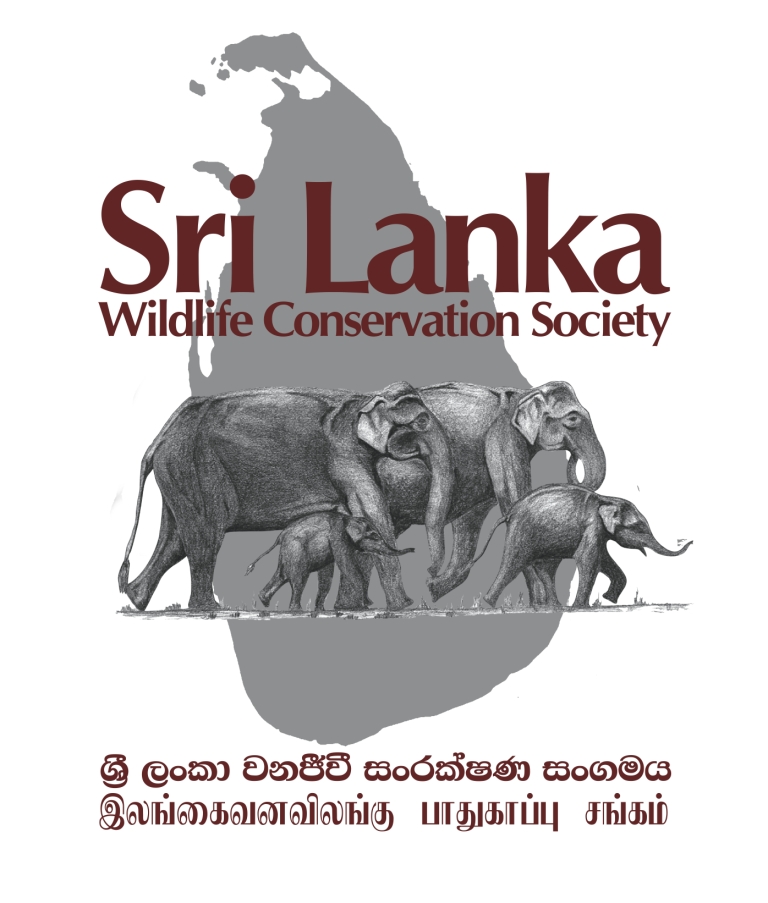 Sri Lanka
Wildlife Conservation Society
ශ්‍රී ලංකා වනජීවී සංරක්ෂණ සංගමය
இலங்கைவனவிலங்கு பாதுகாப்பு சங்கம்